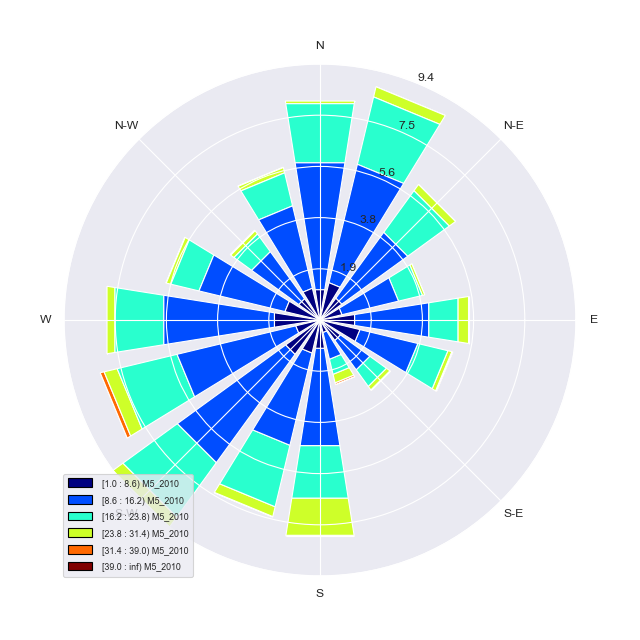 N
9.4
N-W
7.5
N-E
5.6
3.8
1.9
W
E
[1.0 : 8.6) M5_2010
[8.6 : 16.2) M5_2010
[16.2 : 23.8) M5_2010
S-W
[23.8 : 31.4) M5_2010
S-E
[31.4 : 39.0) M5_2010
[39.0 : inf) M5_2010
S